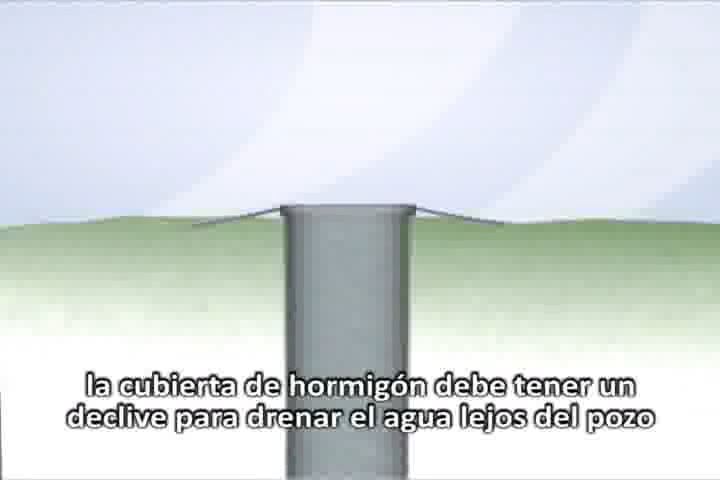 la cubierta de hormigón debe tener un
declive para drenar el agua lejos del pozo